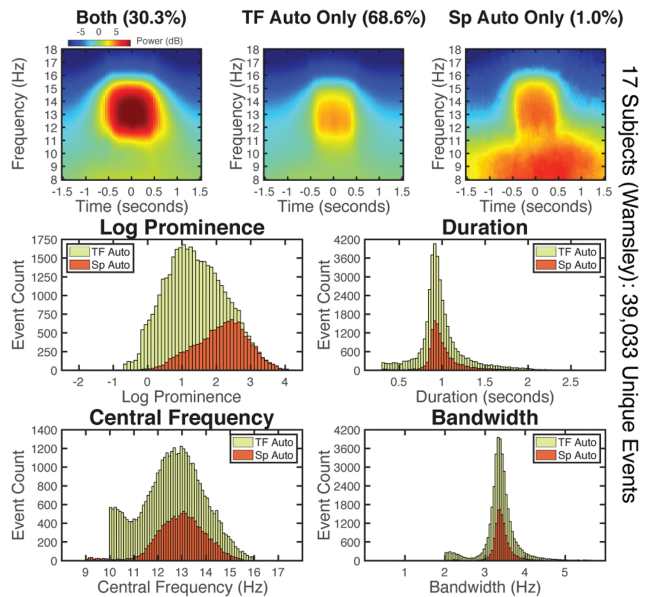 Both (30.3%)
TF Auto Only (68.6%)
Sp Auto Only (1.0%)
-5 0 5
Power (dB)
Frequency (Hz)
18
17
16
15
14
13
12
11
10
9
8
-1.5 -1 -0.5 0 0.5 1 1.5
Time (seconds)
Frequency (Hz)
18
17
16
15
14
13
12
11
10
9
8
-1.5 -1 -0.5 0 0.5 1 1.5
Time (seconds)
Frequency (Hz)
18
17
16
15
14
13
12
11
10
9
8
-1.5 -1 -0.5 0 0.5 1 1.5
Time (seconds)
17 Subjects (Wamsley): 39,033 Unique Events
Log Prominence
Event Count
1750
1500
1250
1000
750
500
250
0
TF Auto
Sp Auto
-2 -1 0 1 2 3 4
Log Prominence
Duration
Event Count
4200
3600
3000
2400
1800
1200
600
0
TF Auto
Sp Auto
0.5 1 1.5 2 2.5
Duration (seconds)
Central Frequency
Event Count
1400
1200
1000
800
600
400
200
0
TF Auto
Sp Auto
9 10 11 12 13 14 15 16 17
Central Frequency (Hz)
Bandwidth
Event Count
4200
3600
3000
2400
1800
1200
600
0
TF Auto
Sp Auto
1 2 3 4 5
Bandwidth (Hz)